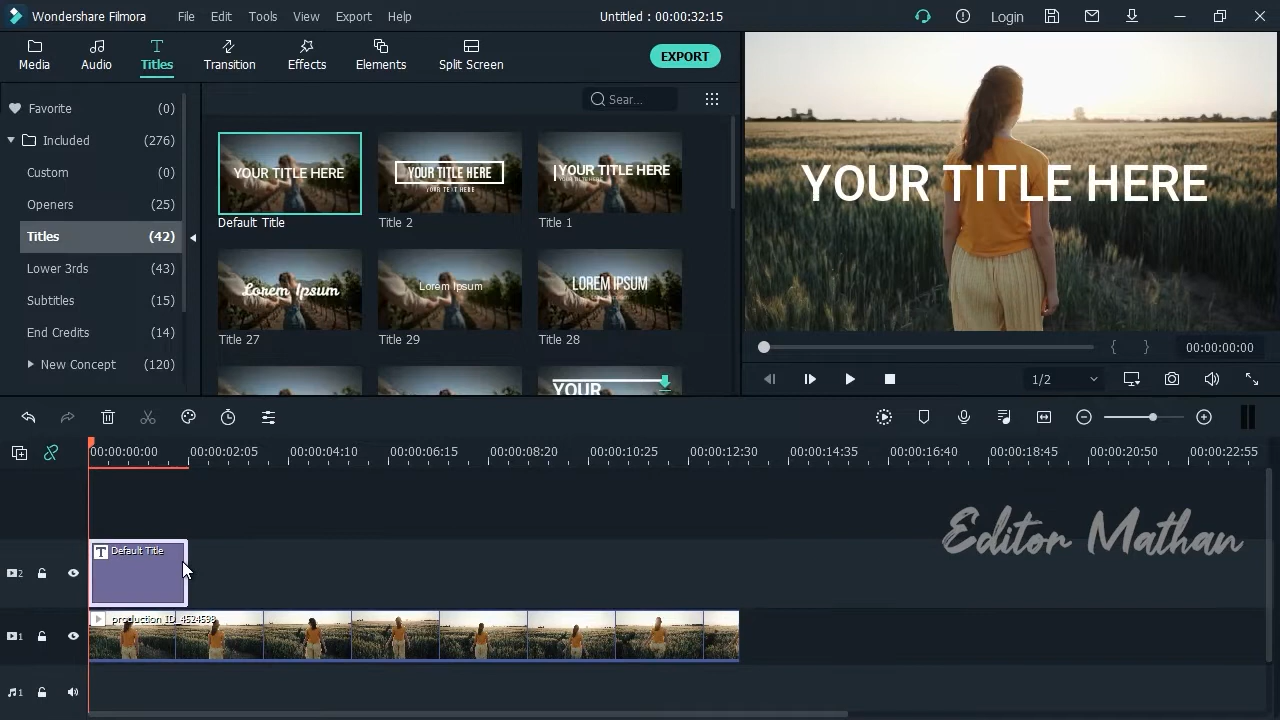 Wondershare Filmora
File Edit Tools View Export Help
Untitled : 00:00:32:15
Login
Media Audio Titles Transition Effects Elements Split Screen
EXPORT
Favorite (0)
Included (276)
Custom (0)
Openers (25)
Titles (42)
Lower 3rds (43)
Subtitles (15)
End Credits (14)
New Concept (120)
Sear...
YOUR TITLE HERE
Default Title
YOUR TITLE HERE
YOUR TEXT HERE
Title 2
YOUR TITLE HERE
Title 1
Lorem Ipsum
Title 27
Lorem Ipsum
Title 29
LOREM IPSUM
Title 28
YOUR
YOUR TITLE HERE
00:00:00:00
1/2
00:00:00:00 00:00:02:05 00:00:04:10 00:00:06:15 00:00:08:20 00:00:10:25 00:00:12:30 00:00:14:35 00:00:16:40 00:00:18:45 00:00:20:50 00:00:22:55
Editor Mathan
2
T Default Title
1
production ID_4524598
1